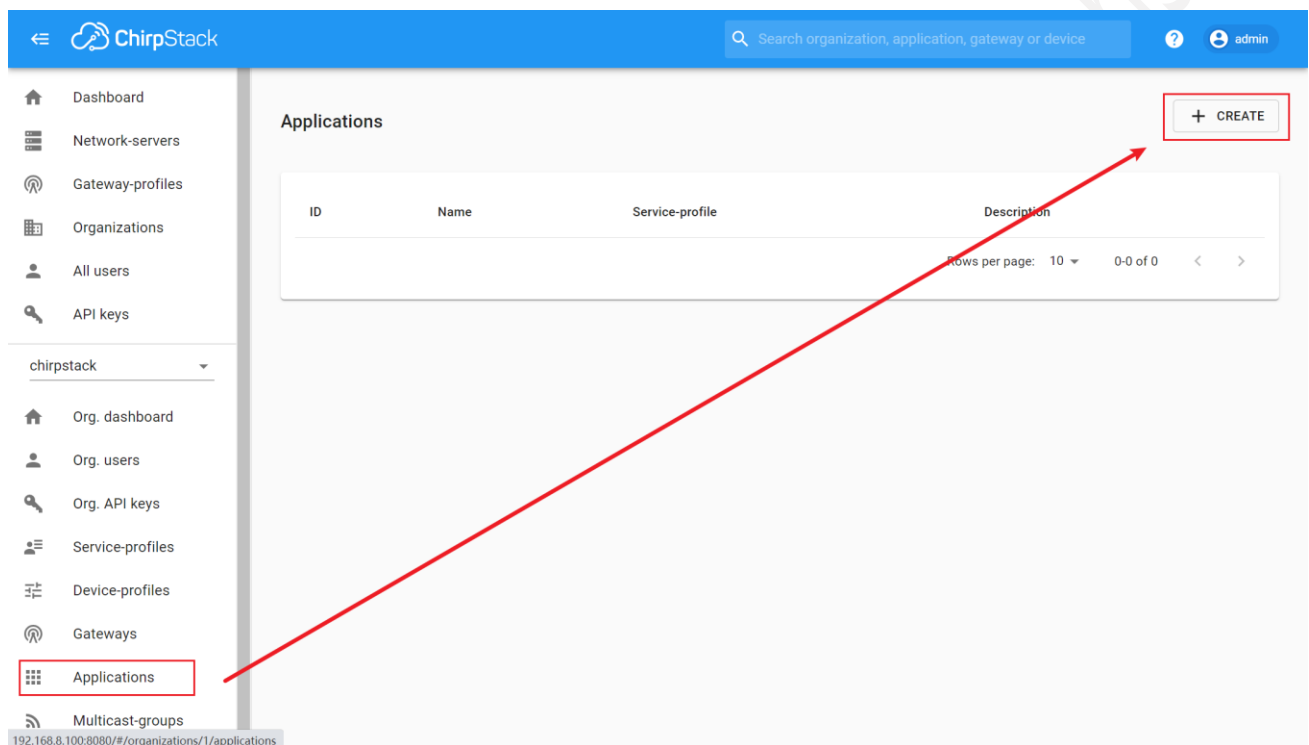 ChirpStack
Search organization, application, gateway or device
? admin
Dashboard
Network-servers
Gateway-profiles
Organizations
All users
API keys
chirpstack
Org. dashboard
Org. users
Org. API keys
Service-profiles
Device-profiles
Gateways
Applications
Multicast-groups
192.168.8.100:8080/#/organizations/1/applications
Applications
+ CREATE
ID Name Service-profile Description
Rows per page: 10 0-0 of 0 < >